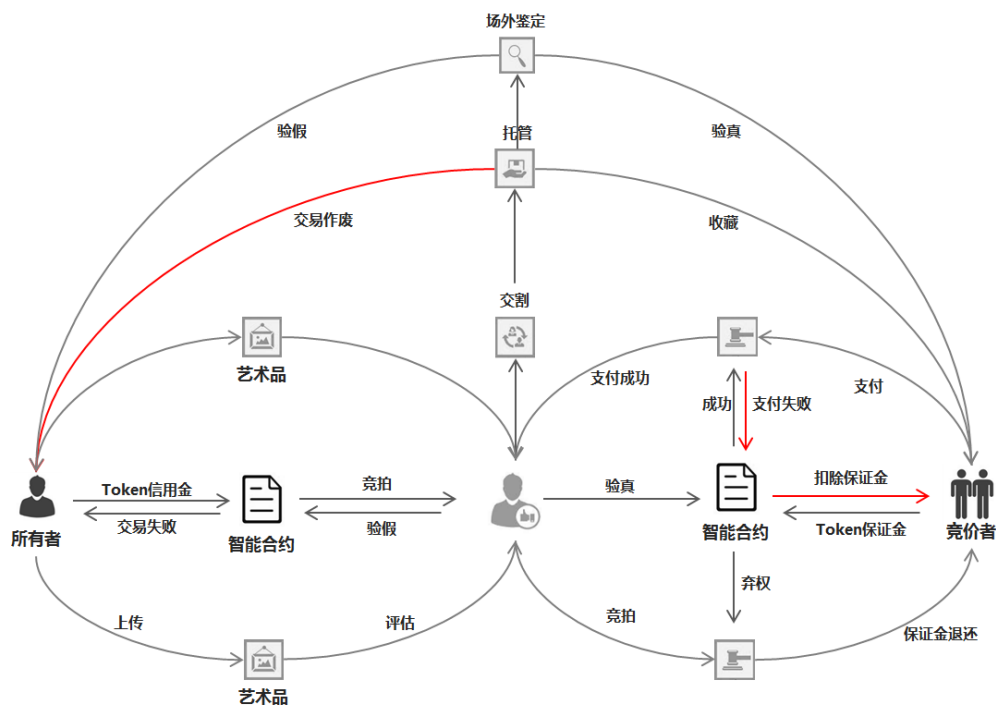 场外鉴定
验假
验真
托管
交易作废
收藏
交割
艺术品
支付成功
成功
支付失败
支付
Token信用金
竞拍
验真
扣除保证金
交易失败
验假
Token保证金
所有者
智能合约
智能合约
竞价者
弃权
上传
评估
竞拍
保证金退还
艺术品